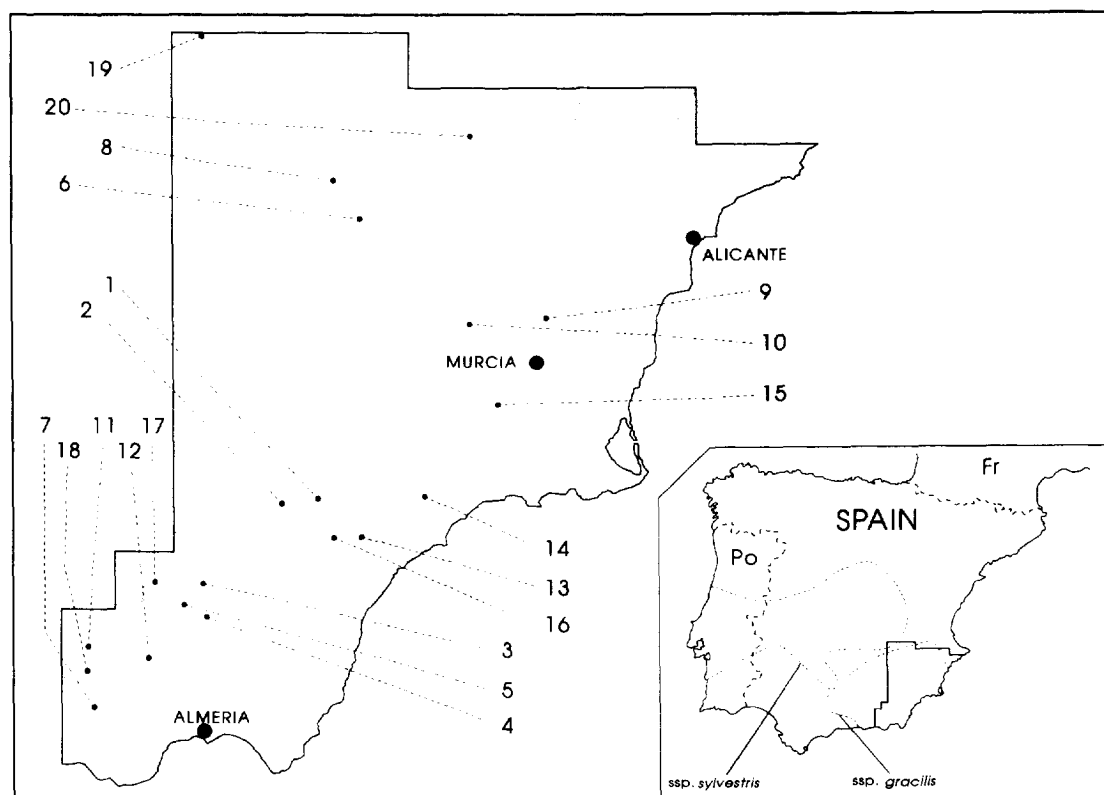 19
20
8
6
ALICANTE
1
2
9
10
MURCIA
15
7
11
17
18
12
Fr
SPAIN
Po
14
13
16
3
5
4
ALMERIA
ssp. sylvestris
ssp. gracilis